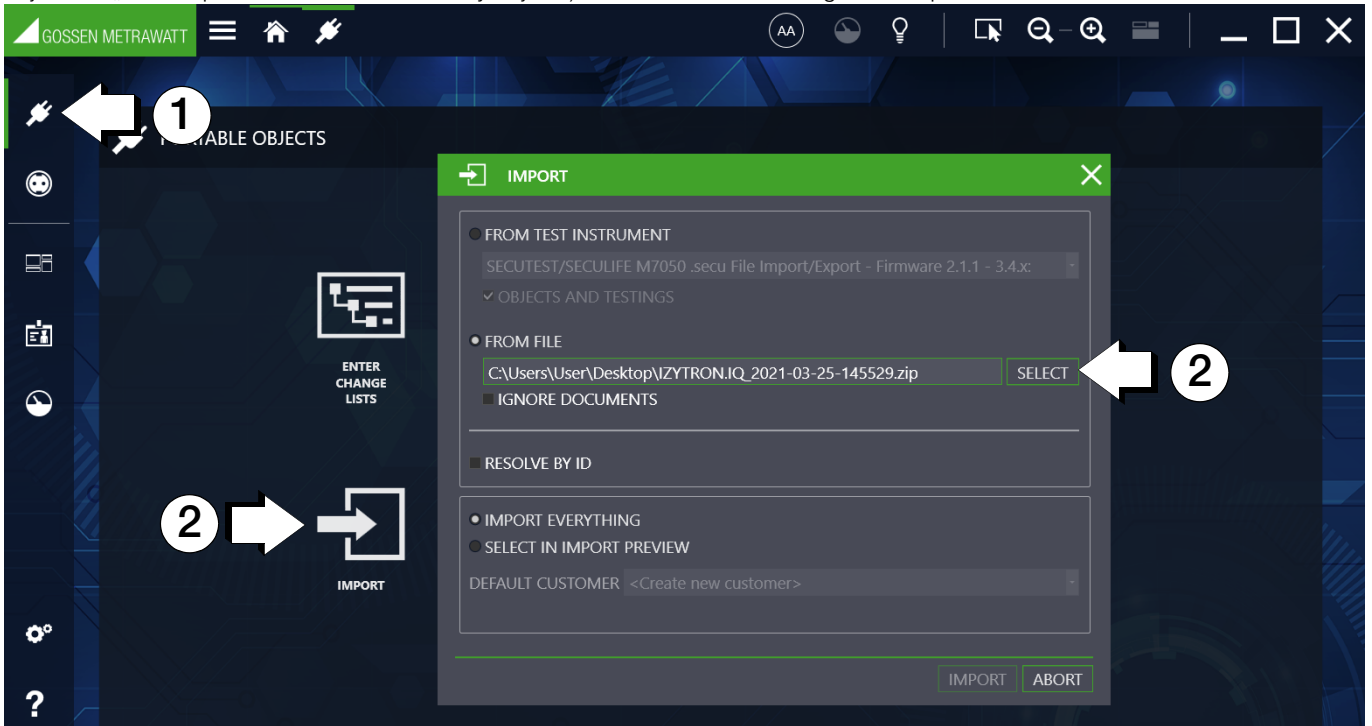 GOSSEN METRAWATT
AA
1
PORTABLE OBJECTS
IMPORT
FROM TEST INSTRUMENT
SECUTEST/SECULIFE M7050 .secu File Import/Export - Firmware 2.1.1 - 3.4.x:
OBJECTS AND TESTINGS
FROM FILE
C:\Users\User\Desktop\IZYTRON.IQ_2021-03-25-145529.zip SELECT
2
IGNORE DOCUMENTS
ENTER
CHANGE
LISTS
RESOLVE BY ID
2
IMPORT
IMPORT EVERYTHING
SELECT IN IMPORT PREVIEW
DEFAULT CUSTOMER <Create new customer>
IMPORT ABORT
?